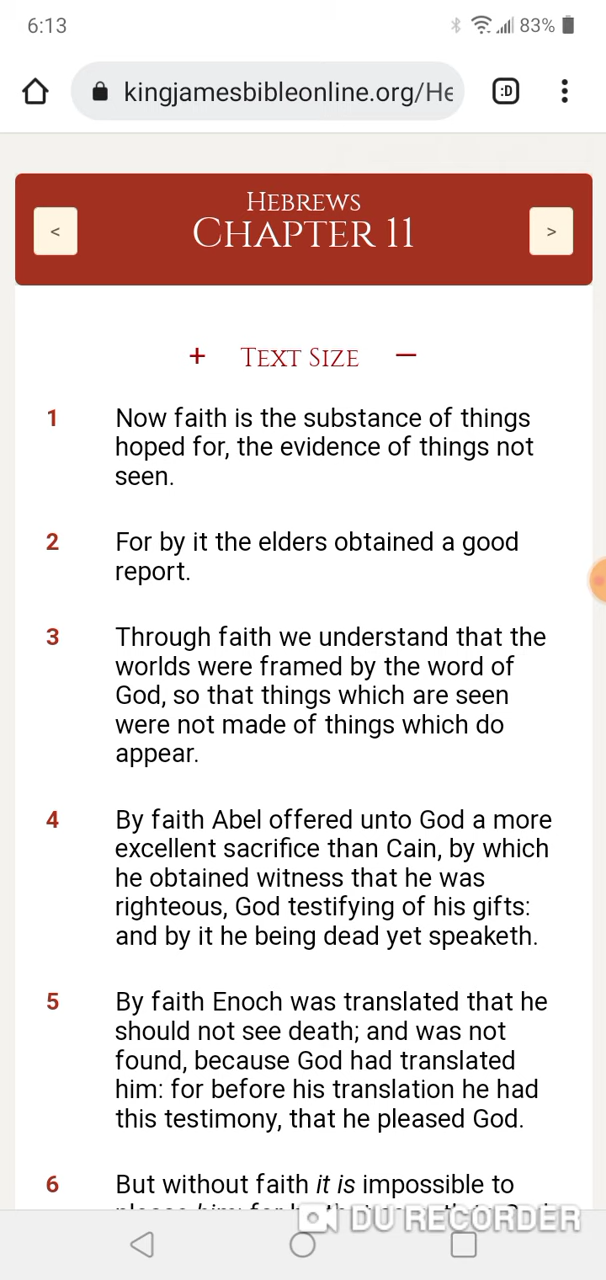 6:13
83%
kingjamesbibleonline.org/He
:D
HEBREWS
CHAPTER 11
<
>
+ TEXT SIZE −
1 Now faith is the substance of things
hoped for, the evidence of things not
seen.
2 For by it the elders obtained a good
report.
3 Through faith we understand that the
worlds were framed by the word of
God, so that things which are seen
were not made of things which do
appear.
4 By faith Abel offered unto God a more
excellent sacrifice than Cain, by which
he obtained witness that he was
righteous, God testifying of his gifts:
and by it he being dead yet speaketh.
5 By faith Enoch was translated that he
should not see death; and was not
found, because God had translated
him: for before his translation he had
this testimony, that he pleased God.
6 But without faith it is impossible to
DU RECORDER